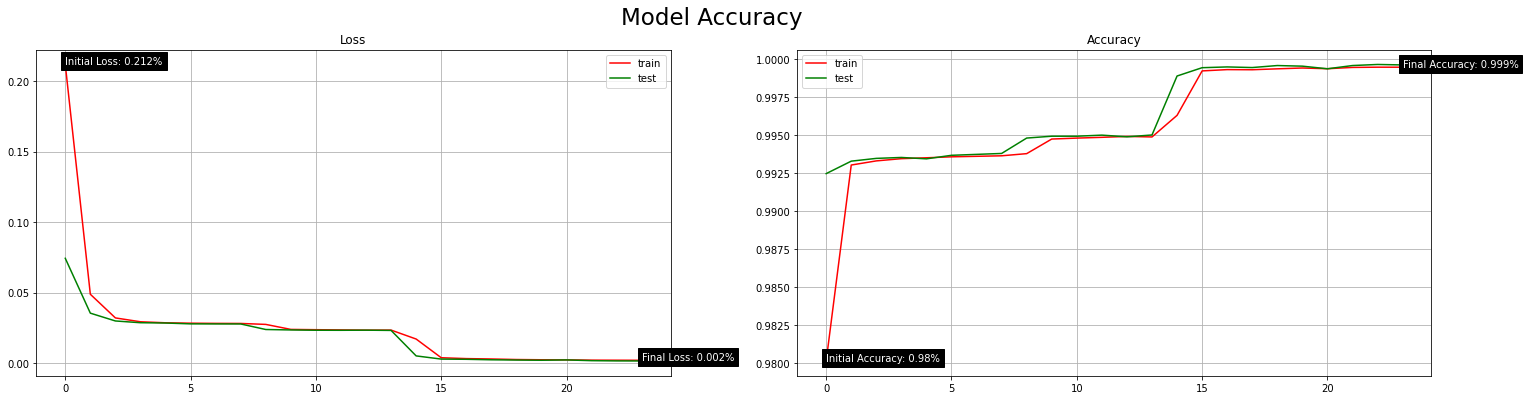 Model Accuracy
Loss
Initial Loss: 0.212%
train
test
0.20
0.15
0.10
0.05
0.00
Final Loss: 0.002%
0 5 10 15 20
Accuracy
train
test
Final Accuracy: 0.999%
1.0000
0.9975
0.9950
0.9925
0.9900
0.9875
0.9850
0.9825
0.9800
Initial Accuracy: 0.98%
0 5 10 15 20